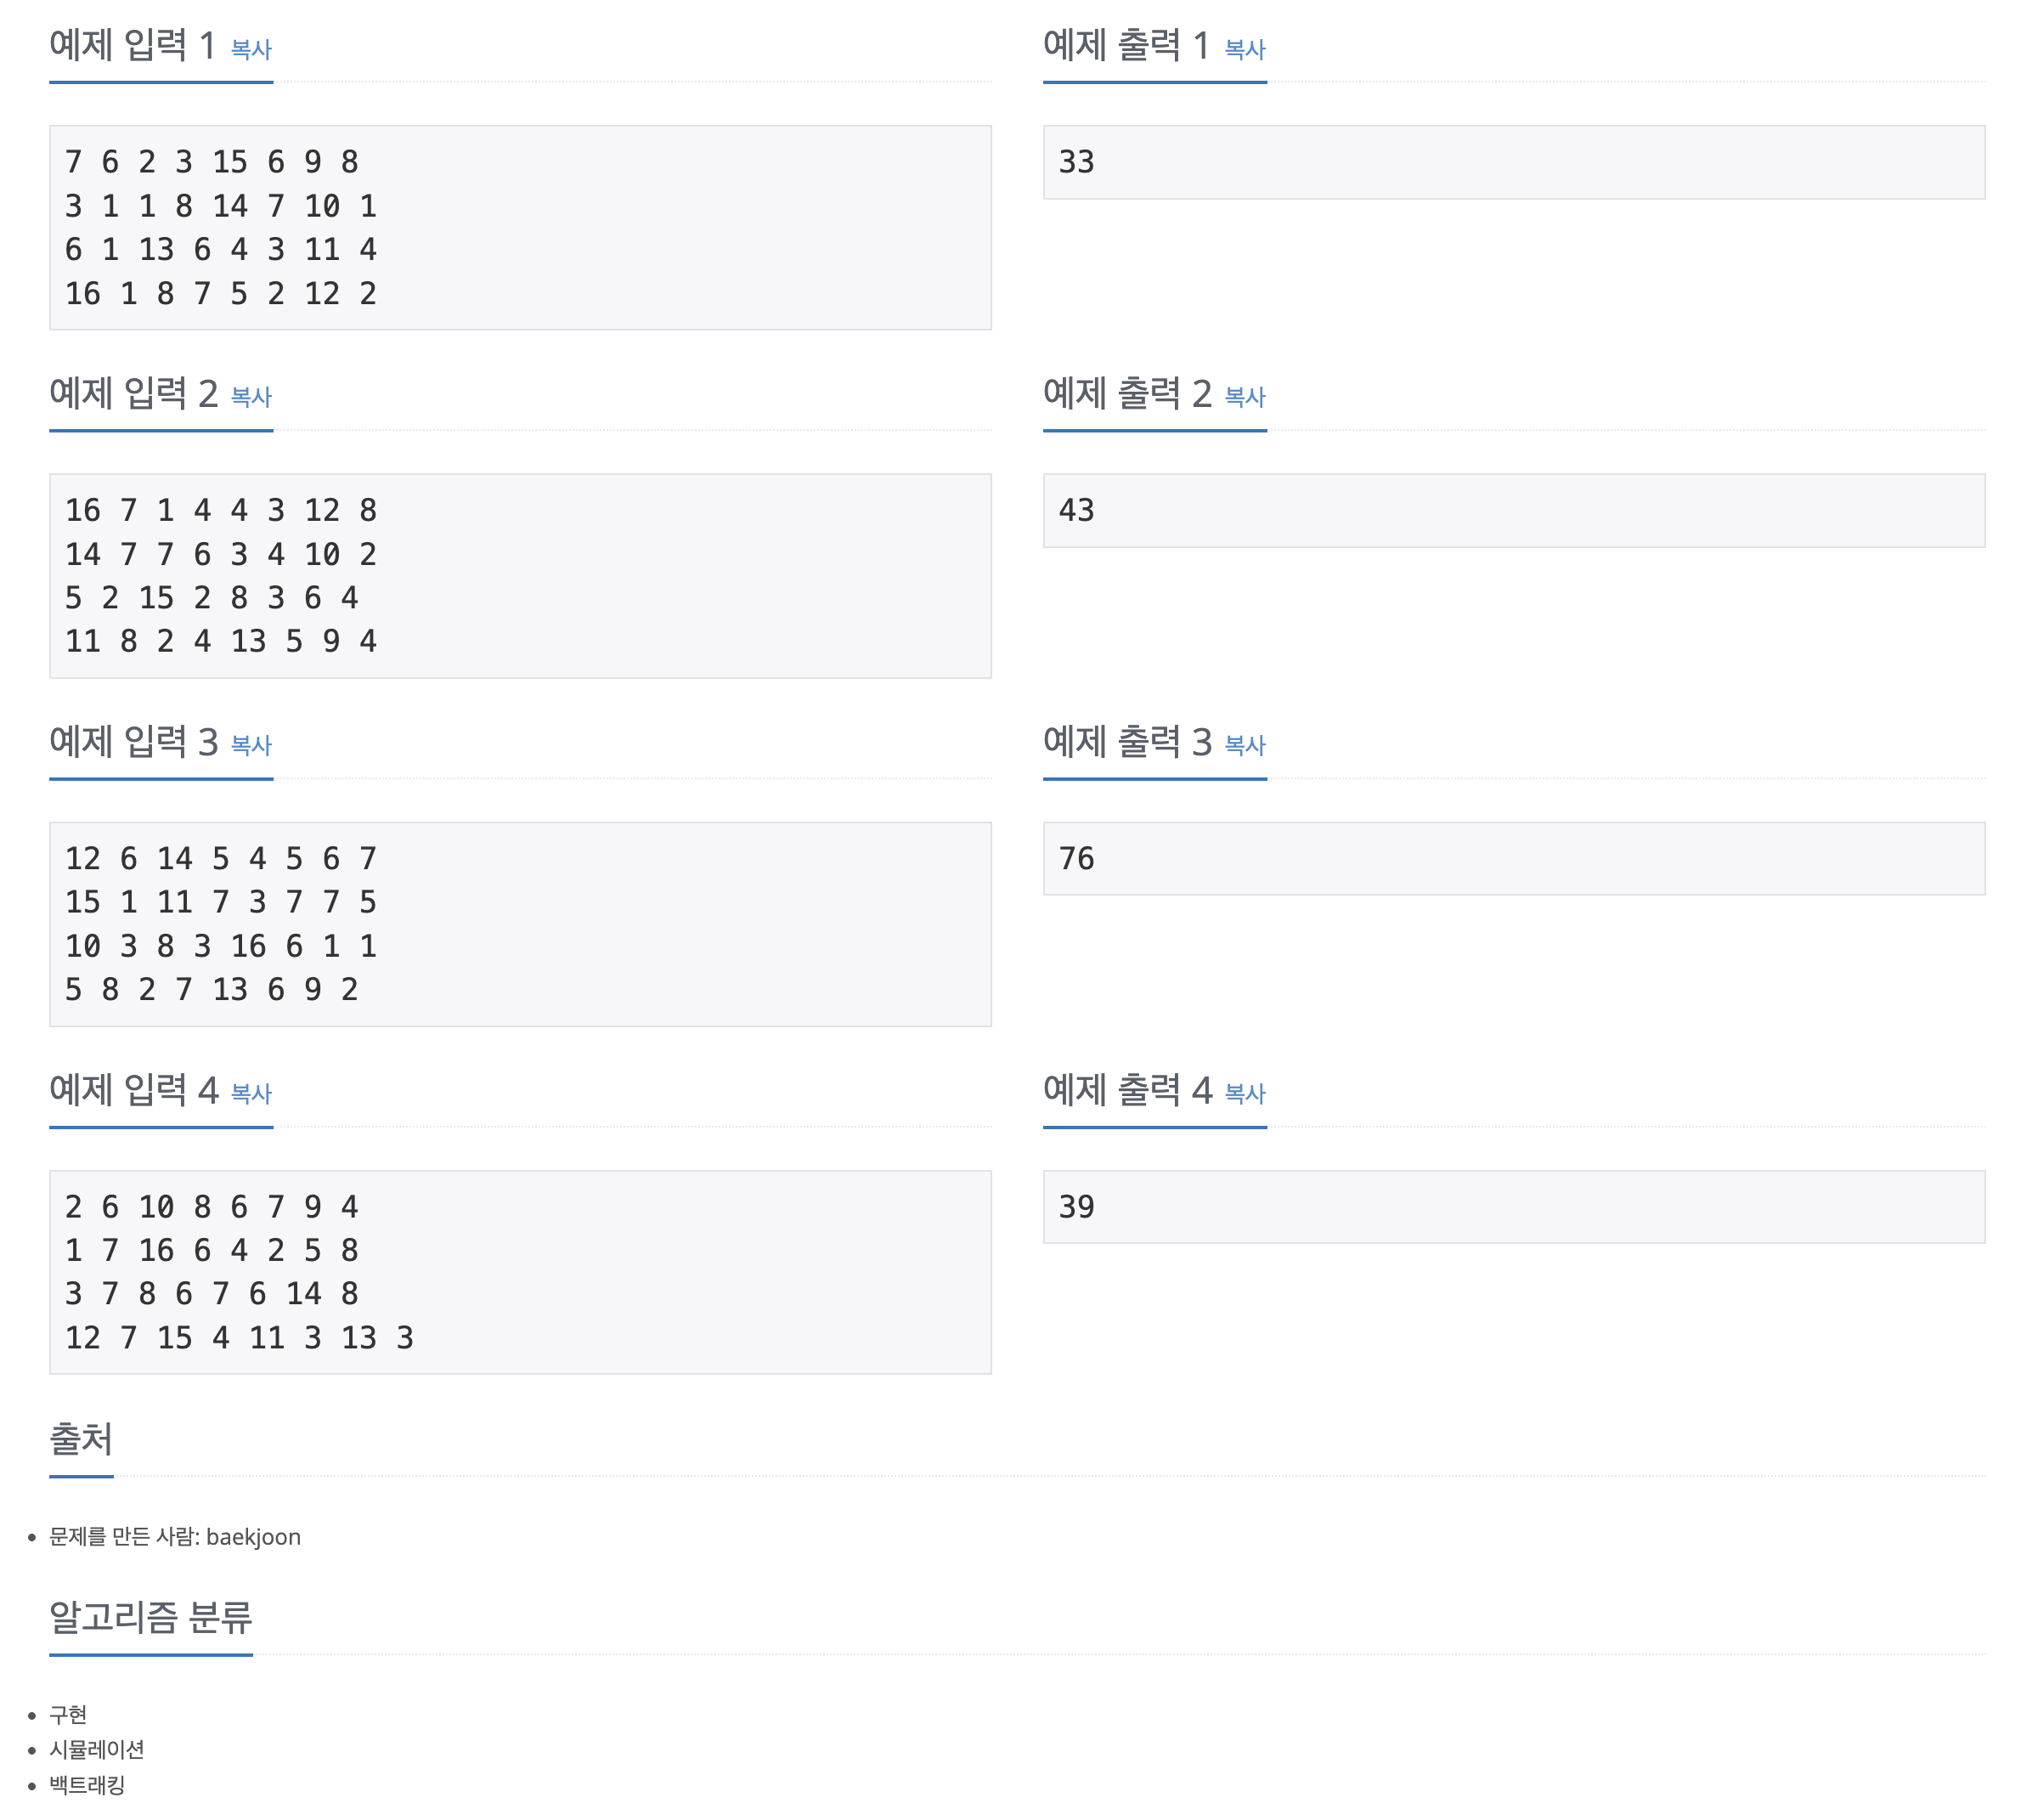 예제 입력 1 복사
7 6 2 3 15 6 9 8
3 1 1 8 14 7 10 1
6 1 13 6 4 3 11 4
16 1 8 7 5 2 12 2
예제 출력 1 복사
33
예제 입력 2 복사
16 7 1 4 4 3 12 8
14 7 7 6 3 4 10 2
5 2 15 2 8 3 6 4
11 8 2 4 13 5 9 4
예제 출력 2 복사
43
예제 입력 3 복사
12 6 14 5 4 5 6 7
15 1 11 7 3 7 7 5
10 3 8 3 16 6 1 1
5 8 2 7 13 6 9 2
예제 출력 3 복사
76
예제 입력 4 복사
2 6 10 8 6 7 9 4
1 7 16 6 4 2 5 8
3 7 8 6 7 6 14 8
12 7 15 4 11 3 13 3
예제 출력 4 복사
39
출처
• 문제를 만든 사람: baekjoon
알고리즘 분류
• 구현
• 시뮬레이션
• 백트래킹